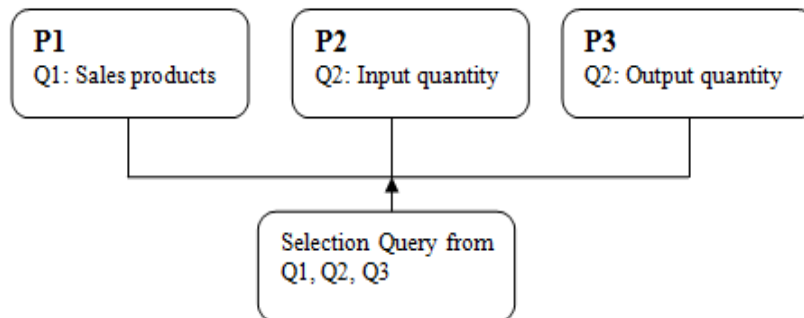 P1
Q1: Sales products
P2
Q2: Input quantity
P3
Q2: Output quantity
Selection Query from
Q1, Q2, Q3